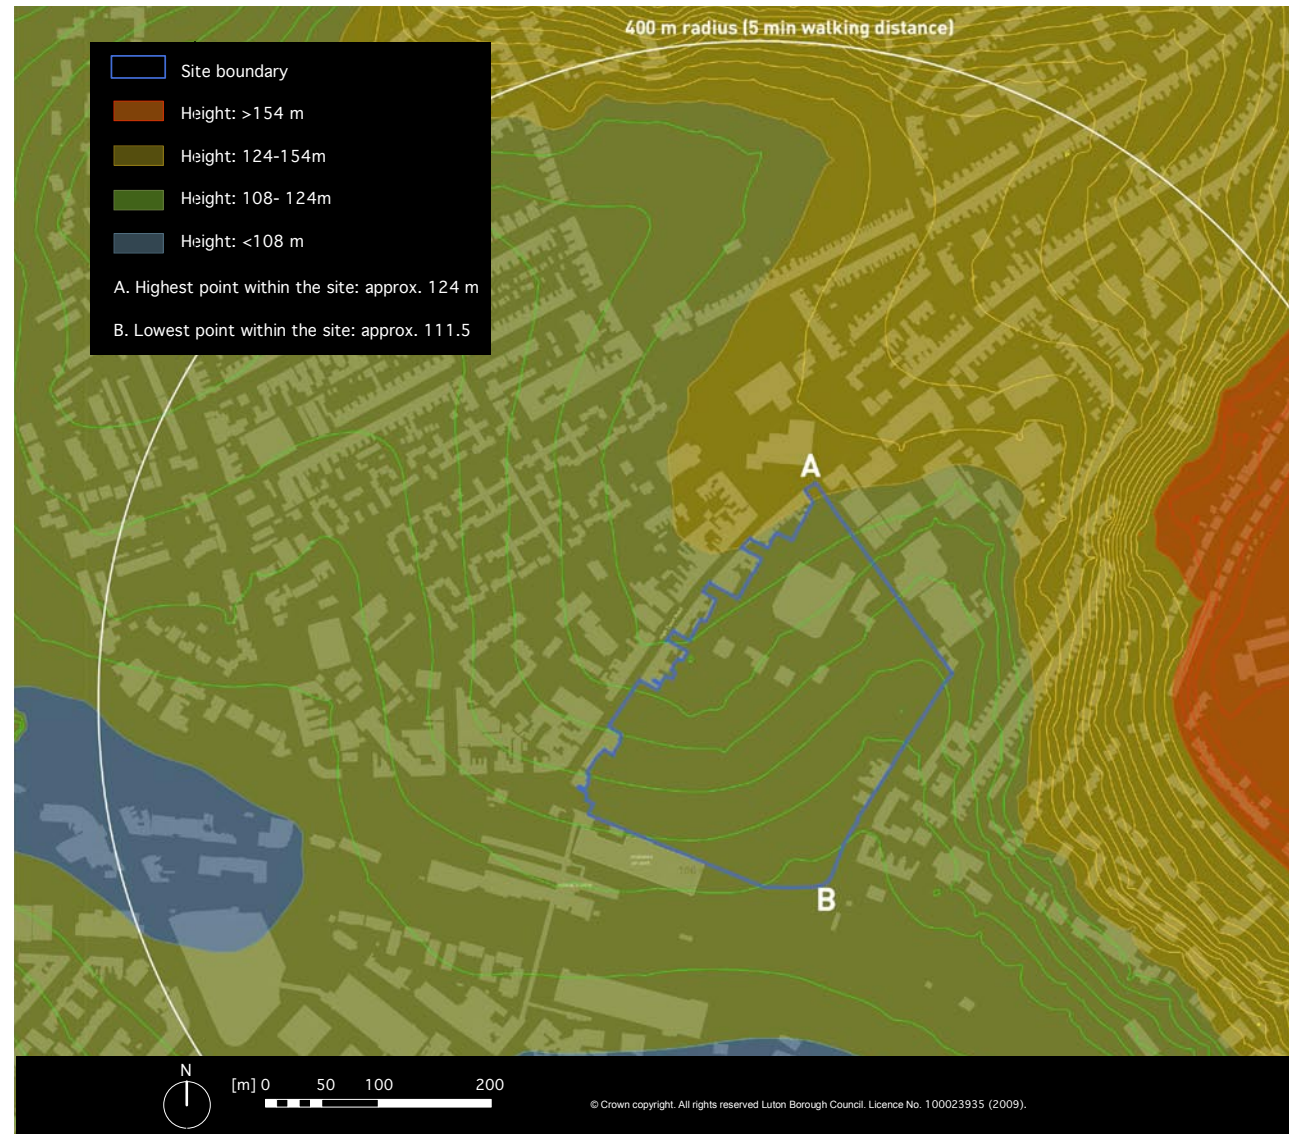 400 m radius (5 min walking distance)
Site boundary
Height: >154 m
Height: 124-154m
Height: 108- 124m
Height: <108 m
A. Highest point within the site: approx. 124 m
B. Lowest point within the site: approx. 111.5
A
B
N
[m] 0 50 100 200
© Crown copyright. All rights reserved Luton Borough Council. Licence No. 100023935 (2009).